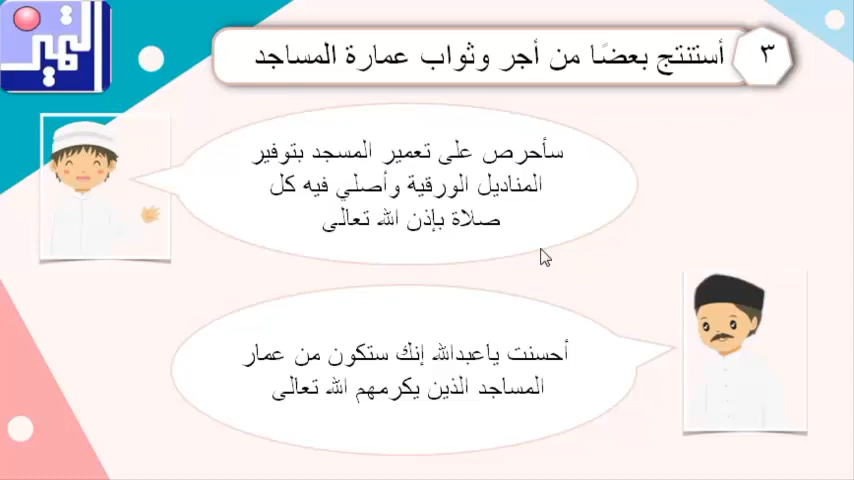 التميز
٣
أستنتج بعضًا من أجر وثواب عمارة المساجد
سأحرص على تعمير المسجد بتوفير
المناديل الورقية وأصلي فيه كل
صلاة بإذن الله تعالى
أحسنت ياعبدالله إنك ستكون من عمار
المساجد الذين يكرمهم الله تعالى